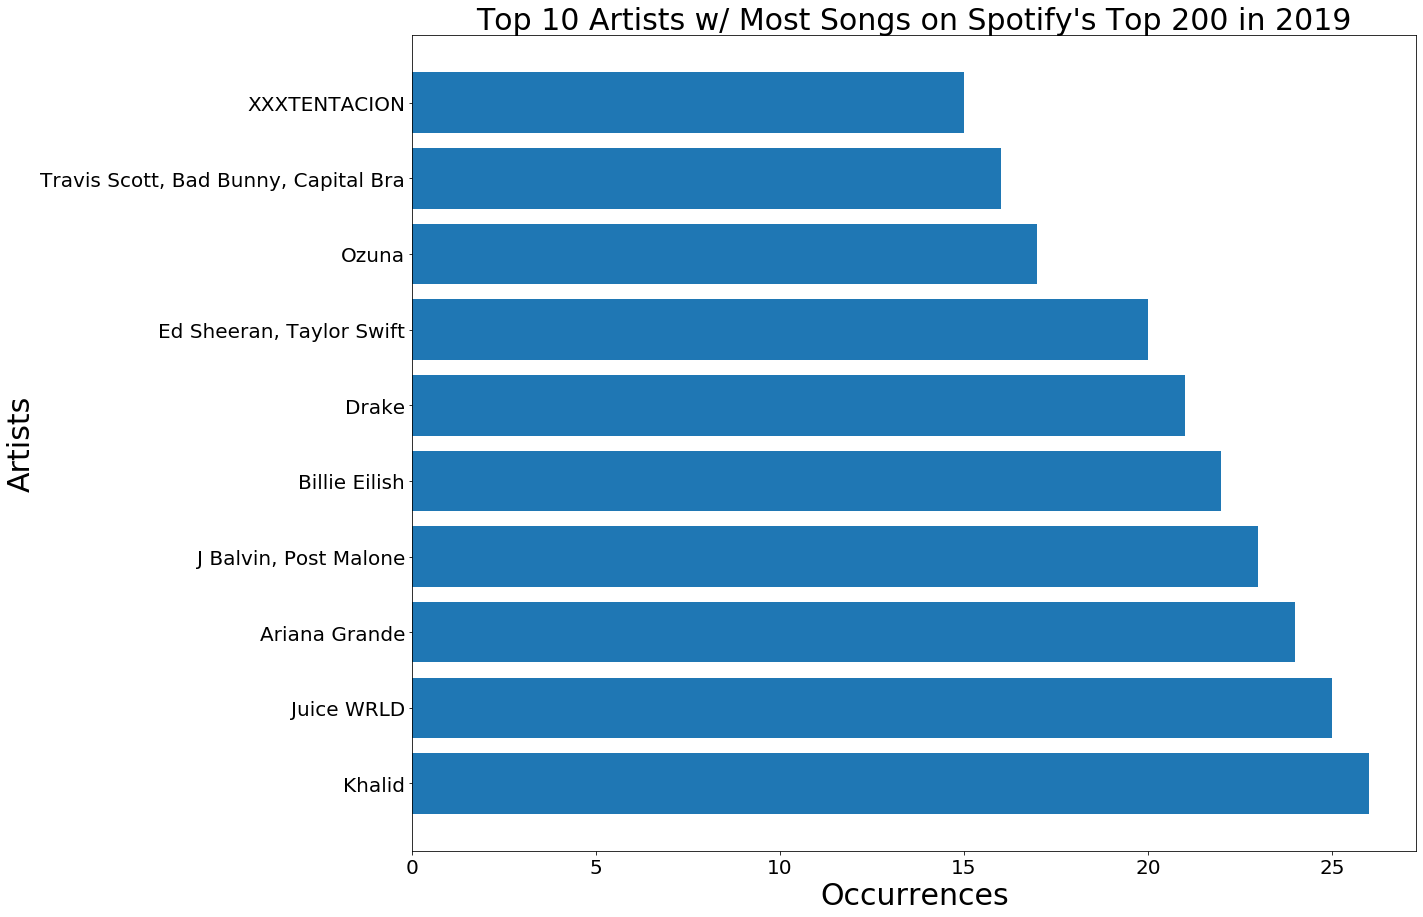 Top 10 Artists w/ Most Songs on Spotify's Top 200 in 2019
Artists
XXXTENTACION
Travis Scott, Bad Bunny, Capital Bra
Ozuna
Ed Sheeran, Taylor Swift
Drake
Billie Eilish
J Balvin, Post Malone
Ariana Grande
Juice WRLD
Khalid
0 5 10 15 20 25
Occurrences